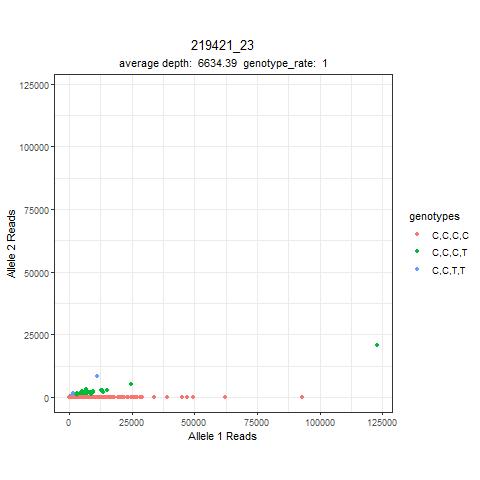 219421_23
average depth:  6634.39  genotype_rate:  1
125000
100000
75000
50000
25000
0
Allele 2 Reads
0
25000
50000
75000
100000
125000
Allele 1 Reads
genotypes
C,C,C,C
C,C,C,T
C,C,T,T